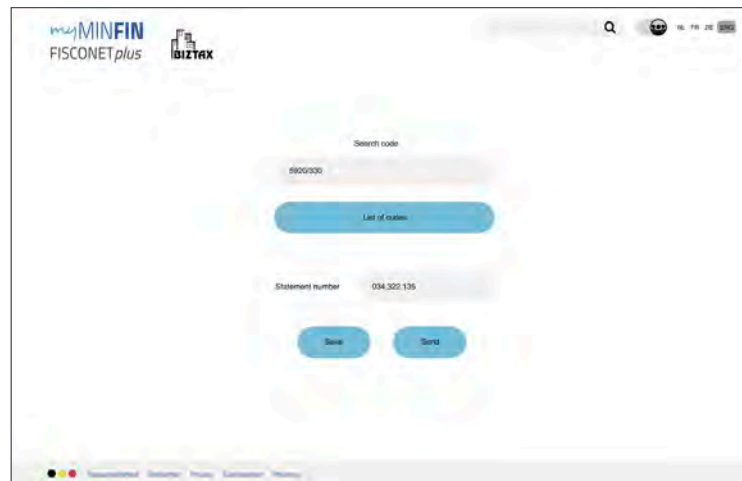 myMINFIN
FISCONETplus
BIZTAX
NL FR DE ENG
Search code
5920/330
List of codes
Statement number 034.322.135
Save Send
Privacy